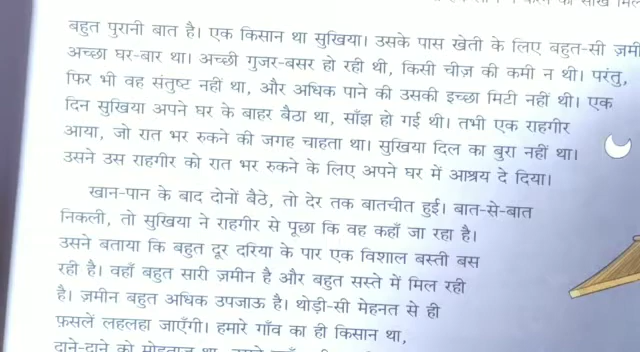 बहुत पुरानी बात है। एक किसान था सुखिया। उसके पास खेती के लिए बहुत-सी ज़मी
अच्छा घर-बार था। अच्छी गुजर-बसर हो रही थी, किसी चीज़ की कमी न थी। परंतु,
फिर भी वह संतुष्ट नहीं था, और अधिक पाने की उसकी इच्छा मिटी नहीं थी। एक
दिन सुखिया अपने घर के बाहर बैठा था, साँझ हो गई थी। तभी एक राहगीर
आया, जो रात भर रुकने की जगह चाहता था। सुखिया दिल का बुरा नहीं था।
उसने उस राहगीर को रात भर रुकने के लिए अपने घर में आश्रय दे दिया।
खान-पान के बाद दोनों बैठे, तो देर तक बातचीत हुई। बात-से-बात
निकली, तो सुखिया ने राहगीर से पूछा कि वह कहाँ जा रहा है।
उसने बताया कि बहुत दूर दरिया के पार एक विशाल बस्ती बस
रही है। वहाँ बहुत सारी ज़मीन है और बहुत सस्ते में मिल रही
है। ज़मीन बहुत अधिक उपजाऊ है। थोड़ी-सी मेहनत से ही
फ़सलें लहलहा जाएँगी। हमारे गाँव का ही किसान था,
दाने-दाने को मोहताज था